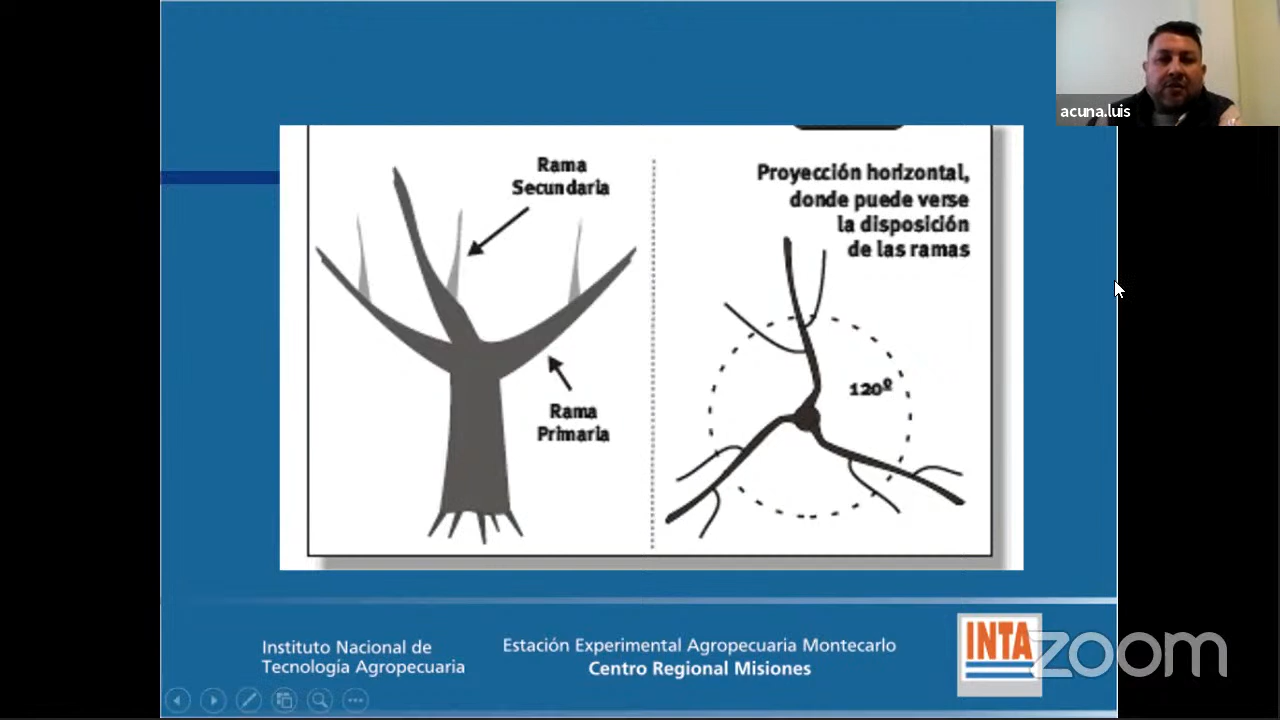 acuna.luis
Rama
Secundaria
Rama
Primaria
Proyección horizontal,
donde puede verse
la disposición
de las ramas
120º
Instituto Nacional de
Tecnología Agropecuaria
Estación Experimental Agropecuaria Montecarlo
Centro Regional Misiones
INTA
zoom